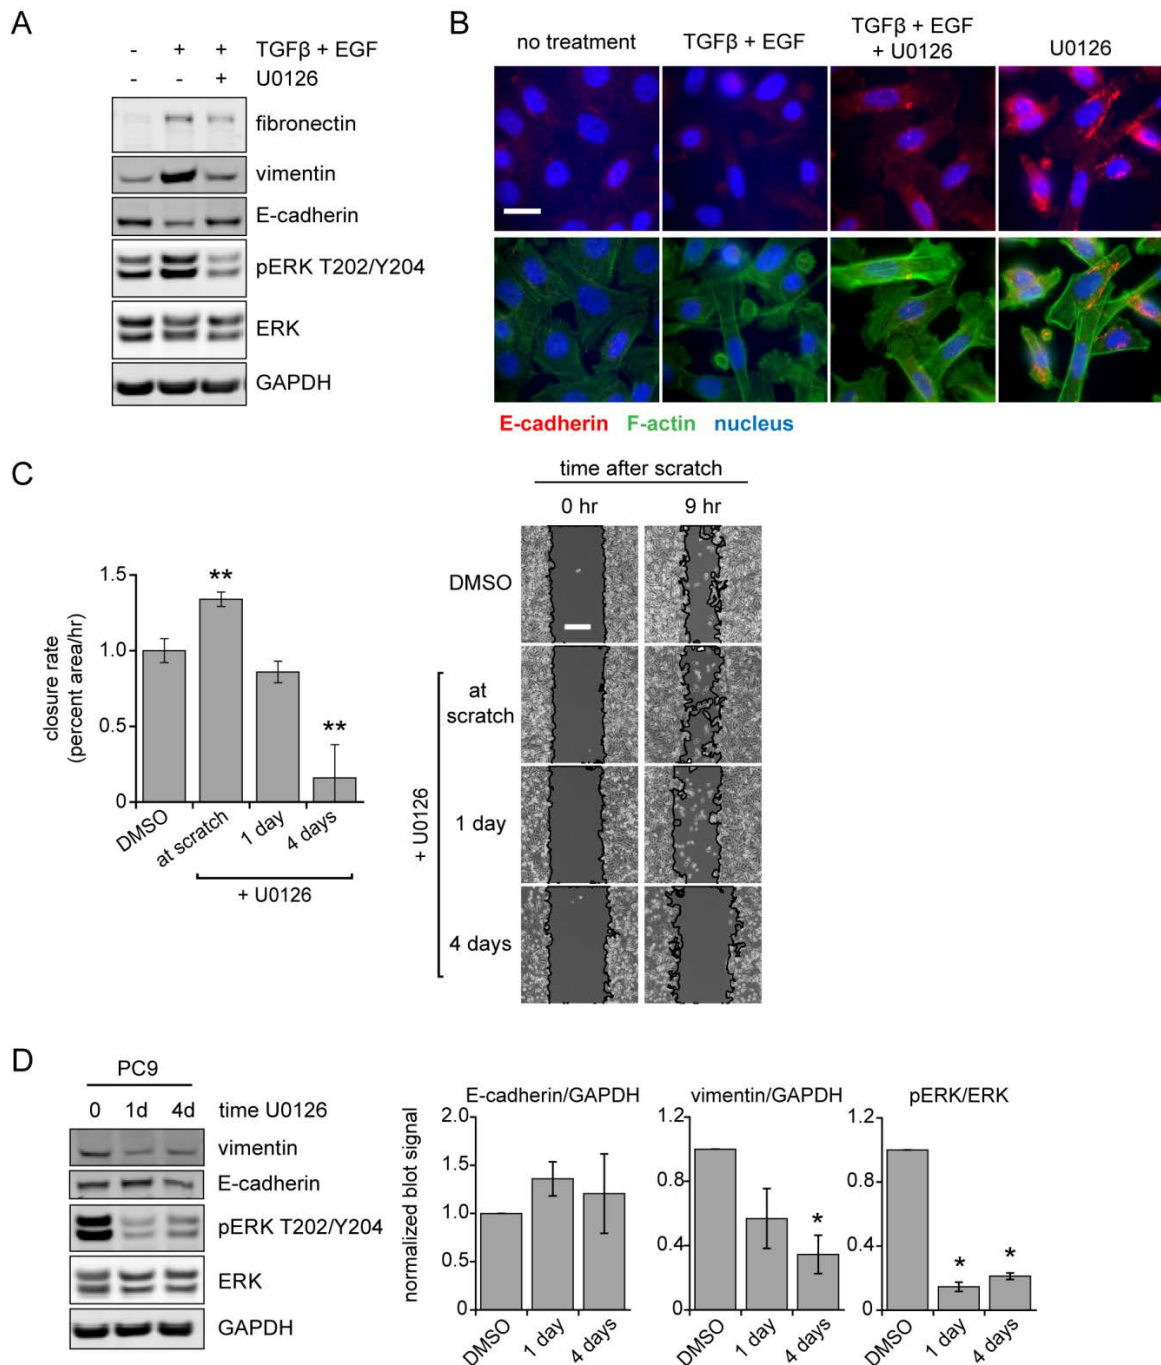 A
- + + TGFβ + EGF
- - + U0126
fibronectin
vimentin
E-cadherin
pERK T202/Y204
ERK
GAPDH
B
no treatment
TGFβ + EGF
TGFβ + EGF
+ U0126
U0126
E-cadherin F-actin nucleus
C
closure rate
(percent area/hr)
1.5
1.0
0.5
0
**
**
DMSO
at scratch
1 day
4 days
+ U0126
time after scratch
0 hr 9 hr
DMSO
at
scratch
1 day
4 days
+ U0126
D
PC9
0 1d 4d time U0126
vimentin
E-cadherin
pERK T202/Y204
ERK
GAPDH
normalized blot signal
E-cadherin/GAPDH
2.0
1.5
1.0
0.5
0
DMSO
1 day
4 days
vimentin/GAPDH
1.2
0.8
0.4
0
*
DMSO
1 day
4 days
pERK/ERK
1.2
0.8
0.4
0
*
*
DMSO
1 day
4 days